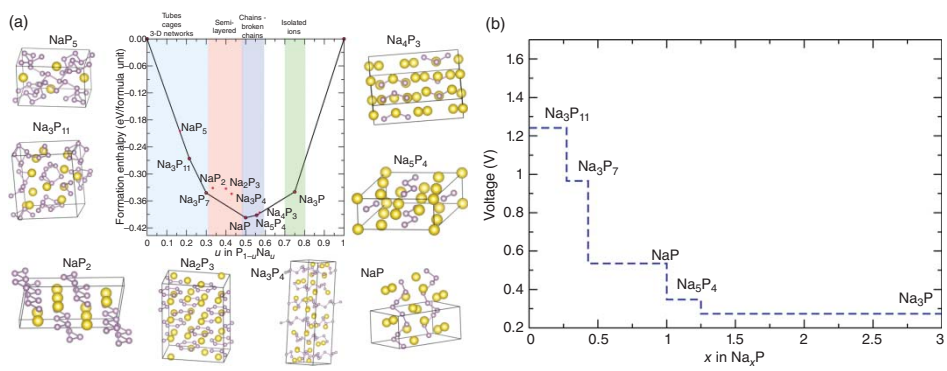 (a)
Tubes
cages
3-D networks
Semi-
layered
Chains -
broken
chains
Isolated
ions
NaP5
Na3P11
Formation enthalpy (eV/formula unit)
0.00
−0.06
−0.12
−0.18
−0.24
−0.30
−0.36
−0.42
NaP5
Na3P11
Na3P7
NaP2
Na2P3
Na3P4
NaP
Na4P3
Na5P4
Na3P
0 0.1 0.2 0.3 0.4 0.5 0.6 0.7 0.8 0.9 1
u in P1−uNau
Na4P3
Na5P4
NaP2
Na2P3
Na3P4
NaP
(b)
Voltage (V)
1.6
1.4
1.2
1
0.8
0.6
0.4
0.2
Na3P11
Na3P7
NaP
Na5P4
Na3P
0 0.5 1 1.5 2 2.5 3
x in NaxP